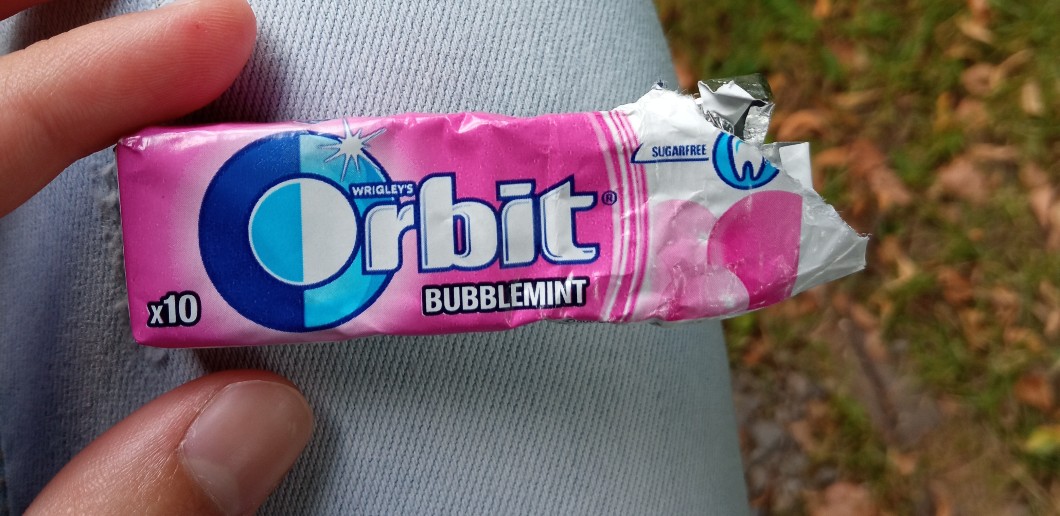 WRIGLEY'S
Orbit®
BUBBLEMINT
x10
SUGARFREE